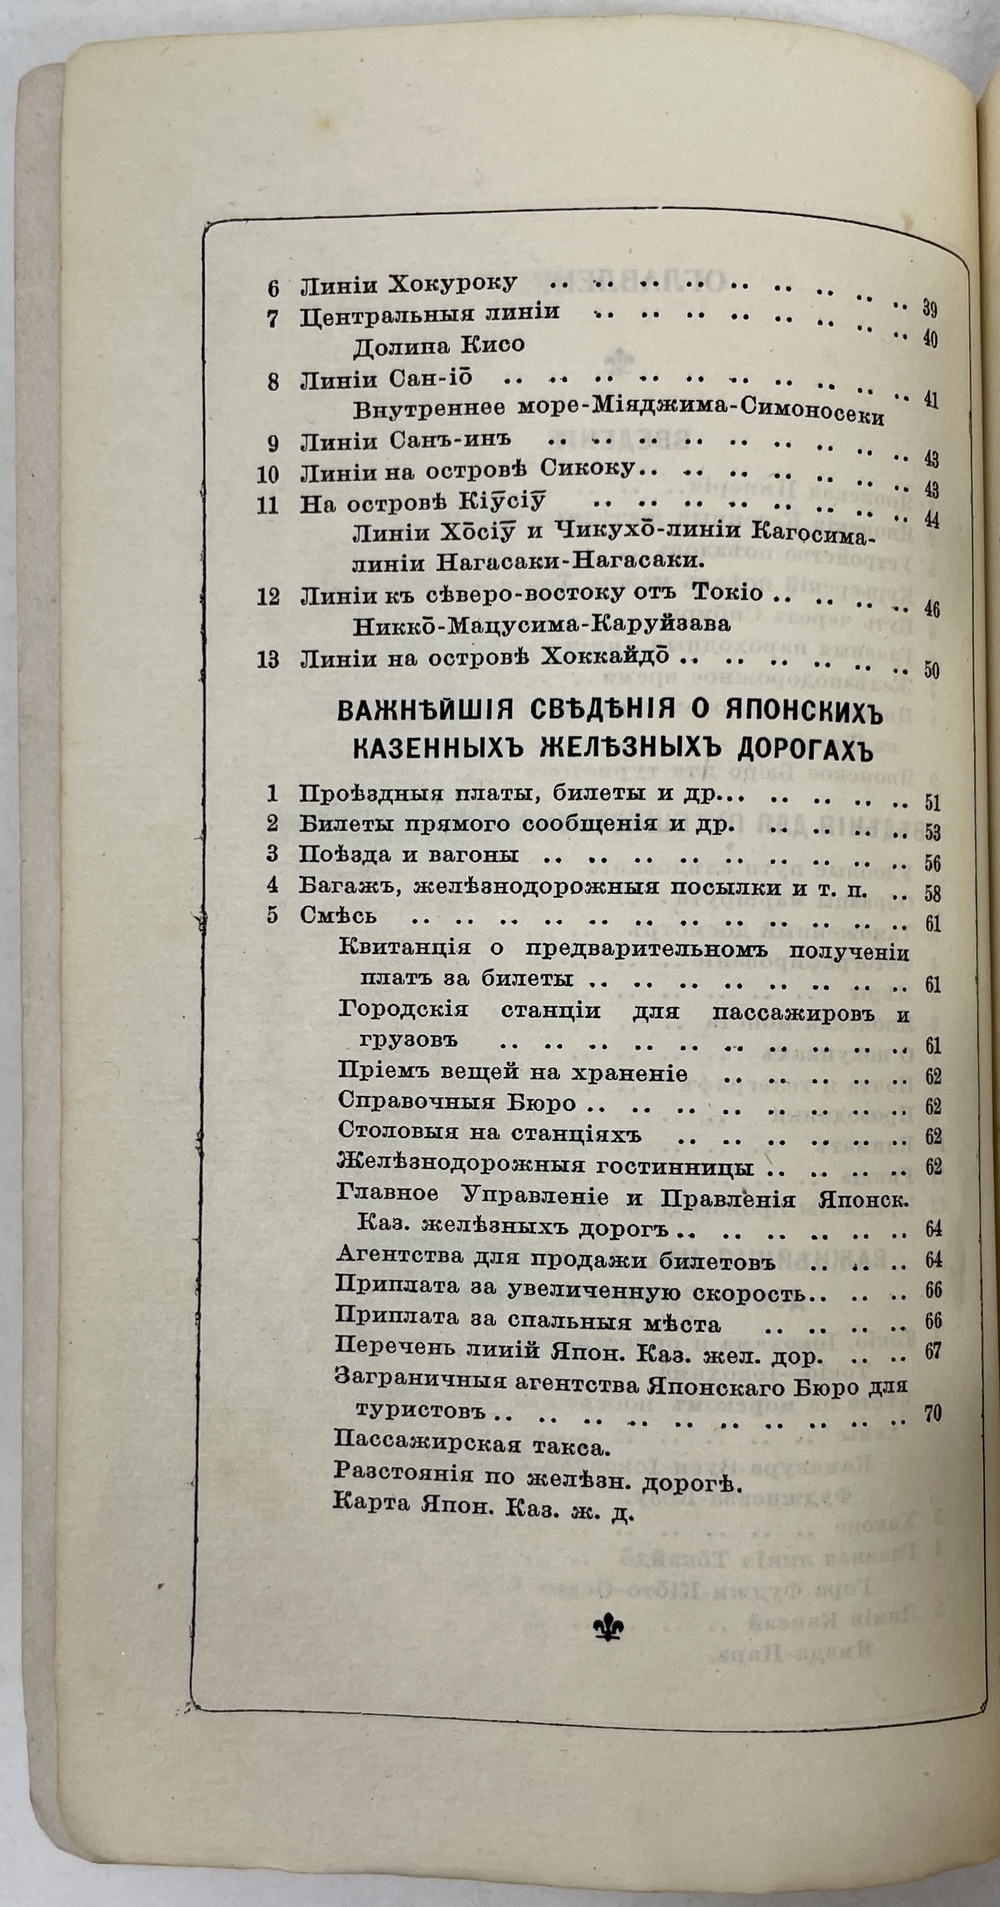 6 Линіи Хокуроку .. .. .. .. .. .. .. .. .. 39
7 Центральныя линіи .. .. .. .. .. .. .. .. 40
Долина Кисо
8 Линіи Сан-іо̄ .. .. .. .. .. .. .. .. .. .. 41
Внутреннее море-Міяджима-Симоносеки
9 Линіи Санъ-инъ .. .. .. .. .. .. .. .. .. 43
10 Линіи на островѣ Сикоку.. .. .. .. .. .. .. 43
11 На островѣ Кіӯсіӯ .. .. .. .. .. .. .. .. 44
Линіи Хо̄сіӯ и Чикухо̄-линіи Кагосима-
линіи Нагасаки-Нагасаки.
12 Линіи къ сѣверо-востоку отъ Токіо .. .. .. .. 46
Никко̄-Мацусима-Каруйзава
13 Линіи на островѣ Хоккайдо̄ .. .. .. .. .. .. 50
ВАЖНѢЙШІЯ СВѢДѢНІЯ О ЯПОНСКИХЪ
КАЗЕННЫХЪ ЖЕЛѢЗНЫХЪ ДОРОГАХЪ
1 Проѣздныя платы, билеты и др... .. .. .. .. 51
2 Билеты прямого сообщенія и др. .. .. .. .. 53
3 Поѣзда и вагоны .. .. .. .. .. .. .. .. .. 56
4 Багажъ, желѣзнодорожныя посылки и т. п. .. 58
5 Смѣсь .. .. .. .. .. .. .. .. .. .. .. .. 61
Квитанція о предварительномъ полученіи
платъ за билеты .. .. .. .. .. .. .. .. 61
Городскія станціи для пассажировъ и
грузовъ .. .. .. .. .. .. .. .. .. .. 61
Пріемъ вещей на храненіе .. .. .. .. .. 62
Справочныя Бюро .. .. .. .. .. .. .. .. 62
Столовыя на станціяхъ .. .. .. .. .. .. 62
Желѣзнодорожныя гостинницы .. .. .. .. 62
Главное Управленіе и Правленія Японск.
Каз. желѣзныхъ дорогъ .. .. .. .. .. .. 64
Агентства для продажи билетовъ .. .. .. 64
Приплата за увеличенную скорость.. .. .. 66
Приплата за спальныя мѣста .. .. .. .. 66
Перечень линій Япон. Каз. жел. дор. .. .. 67
Заграничныя агентства Японскаго Бюро для
туристовъ .. .. .. .. .. .. .. .. .. .. 70
Пассажирская такса.
Разстоянія по желѣзн. дорогѣ.
Карта Япон. Каз. ж. д.